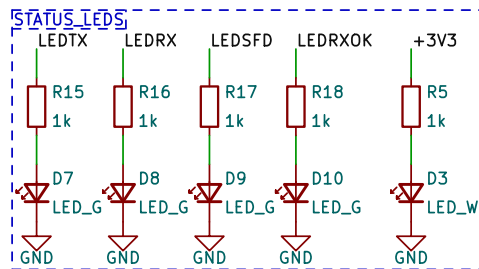 STATUS_LEDS
LEDTX LEDRX LEDSFD LEDRXOK +3V3
R15 R16 R17 R18 R5
1k 1k 1k 1k 1k
D7 D8 D9 D10 D3
LED_G LED_G LED_G LED_G LED_W
GND GND GND GND GND